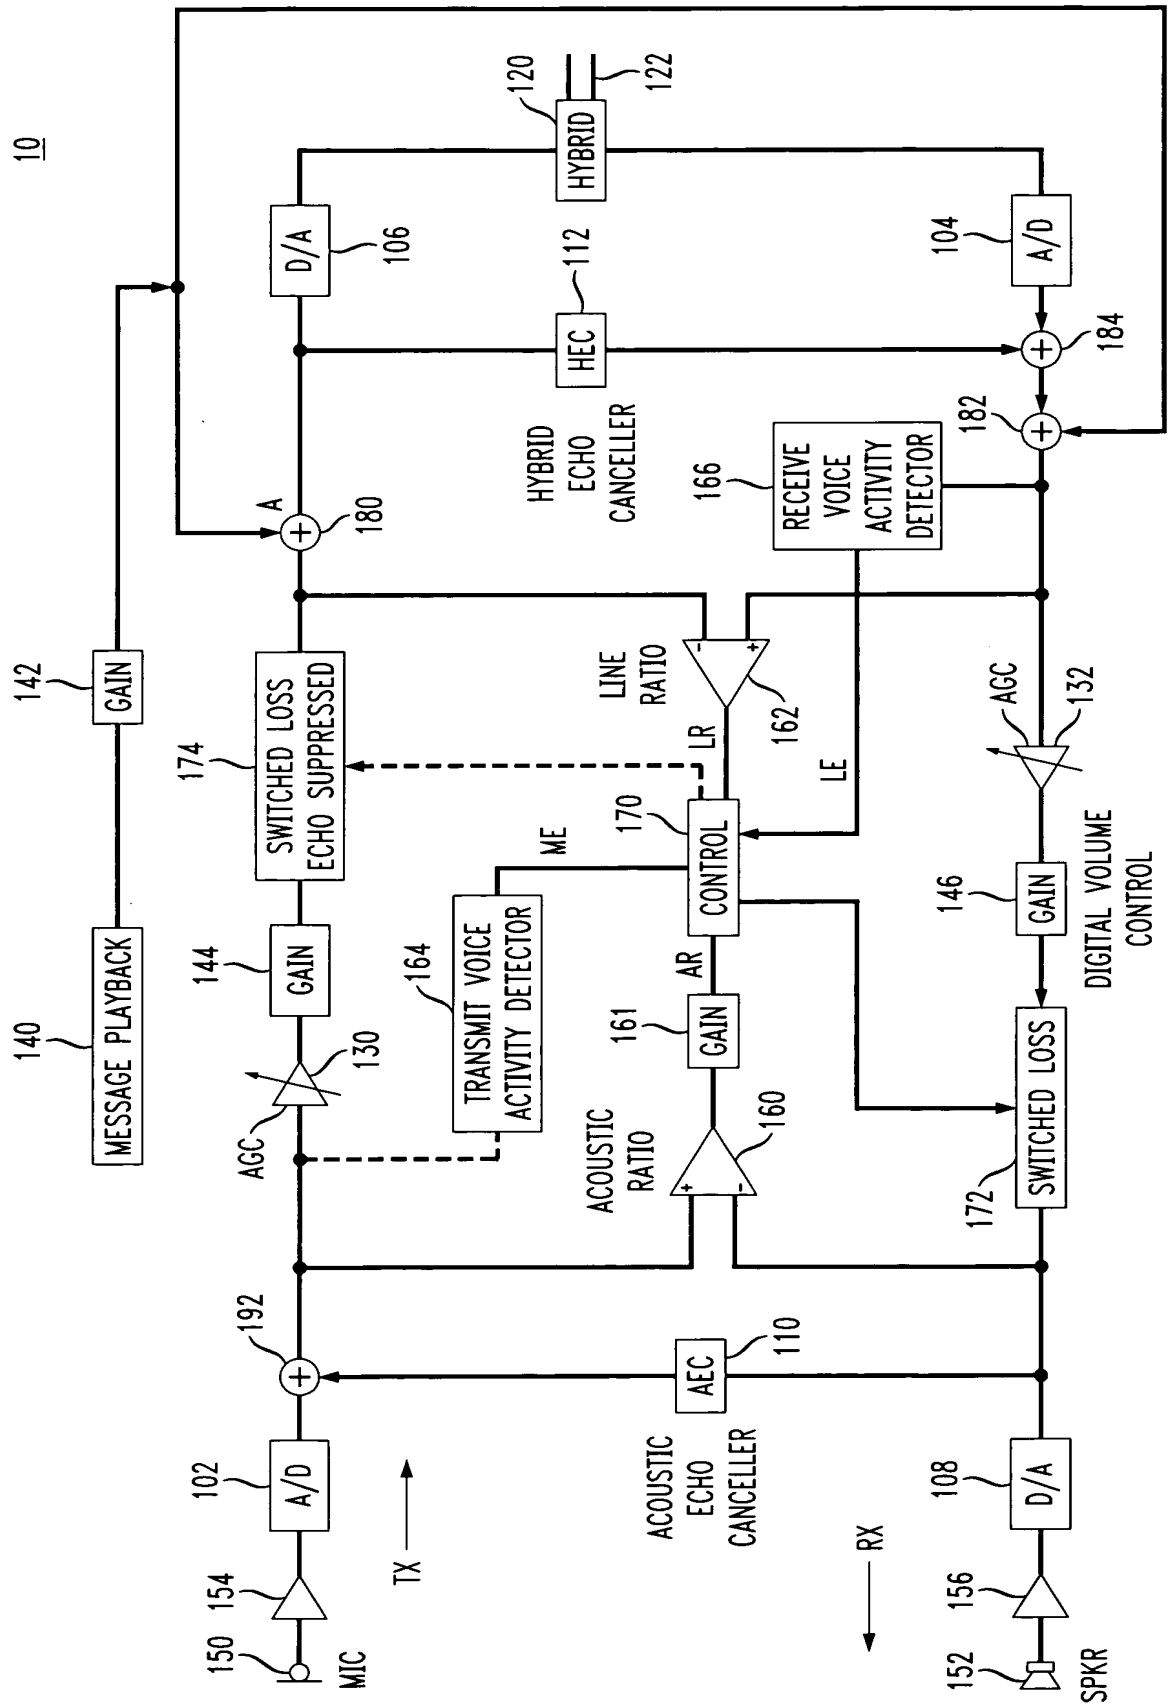 10
140
MESSAGE PLAYBACK
142
GAIN
150
MIC
154
102
A/D
TX
192
+
AGC
130
144
GAIN
174
SWITCHED LOSS
ECHO SUPPRESSED
A
+
180
D/A
106
164
TRANSMIT VOICE
ACTIVITY DETECTOR
ME
HYBRID
ECHO
CANCELLER
HEC
112
HYBRID
120
122
ACOUSTIC
ECHO
CANCELLER
AEC
110
ACOUSTIC
RATIO
+
-
160
161
GAIN
AR
170
CONTROL
LR
LINE
RATIO
-
+
162
LE
166
RECEIVE
VOICE
ACTIVITY
DETECTOR
RX
152
SPKR
156
108
D/A
172
SWITCHED LOSS
146
GAIN
DIGITAL VOLUME
CONTROL
AGC
132
182
+
+
184
104
A/D